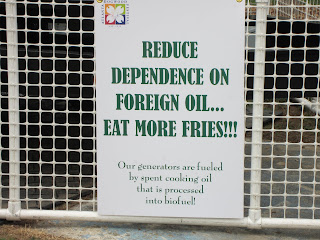 REDUCE
DEPENDENCE ON
FOREIGN OIL...
EAT MORE FRIES!!!
Our generators are fueled
by spent cooking oil
that is processed
into biofuel!